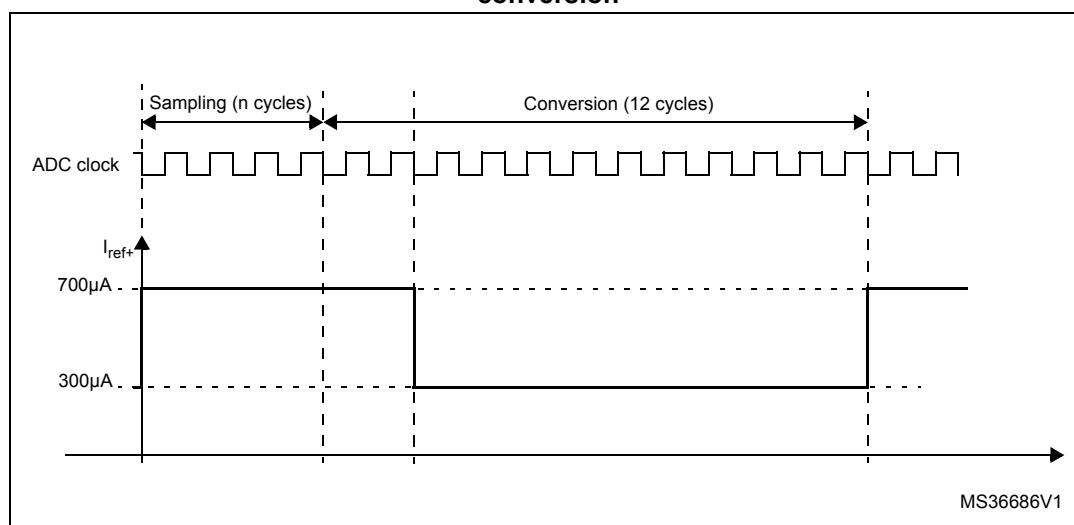 conversion
Sampling (n cycles)
Conversion (12 cycles)
ADC clock
Iref+
700µA
300µA
MS36686V1